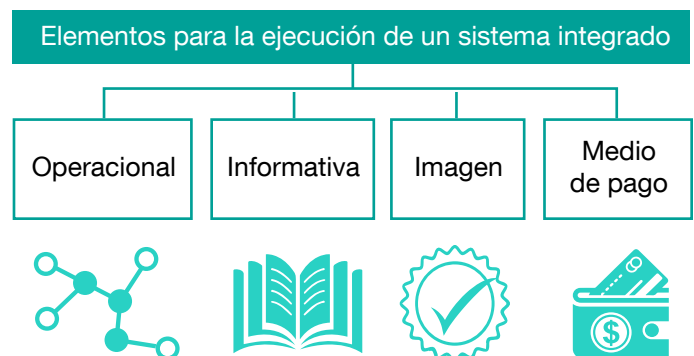 Elementos para la ejecución de un sistema integrado
Operacional
Informativa
Imagen
Medio
de pago
$